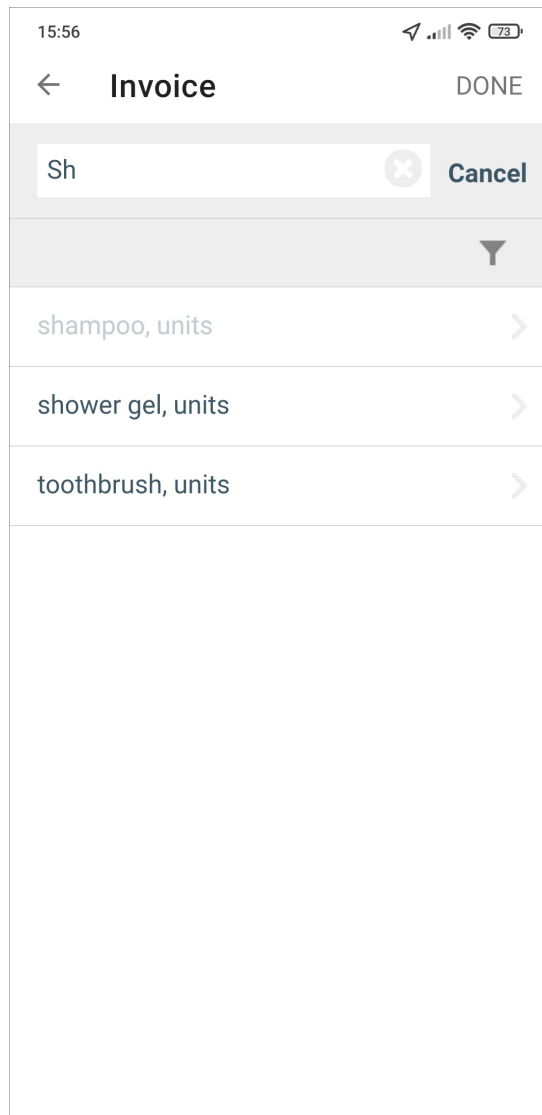 15:56 73
Invoice DONE
Sh Cancel
shampoo, units
shower gel, units
toothbrush, units